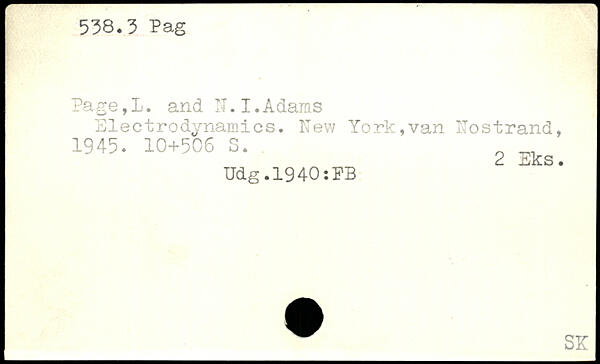 538.3 Pag
Page,L. and N.I.Adams
Electrodynamics. New York,van Nostrand,
1945. 10+506 S.
2 Eks.
Udg.1940:FB
SK